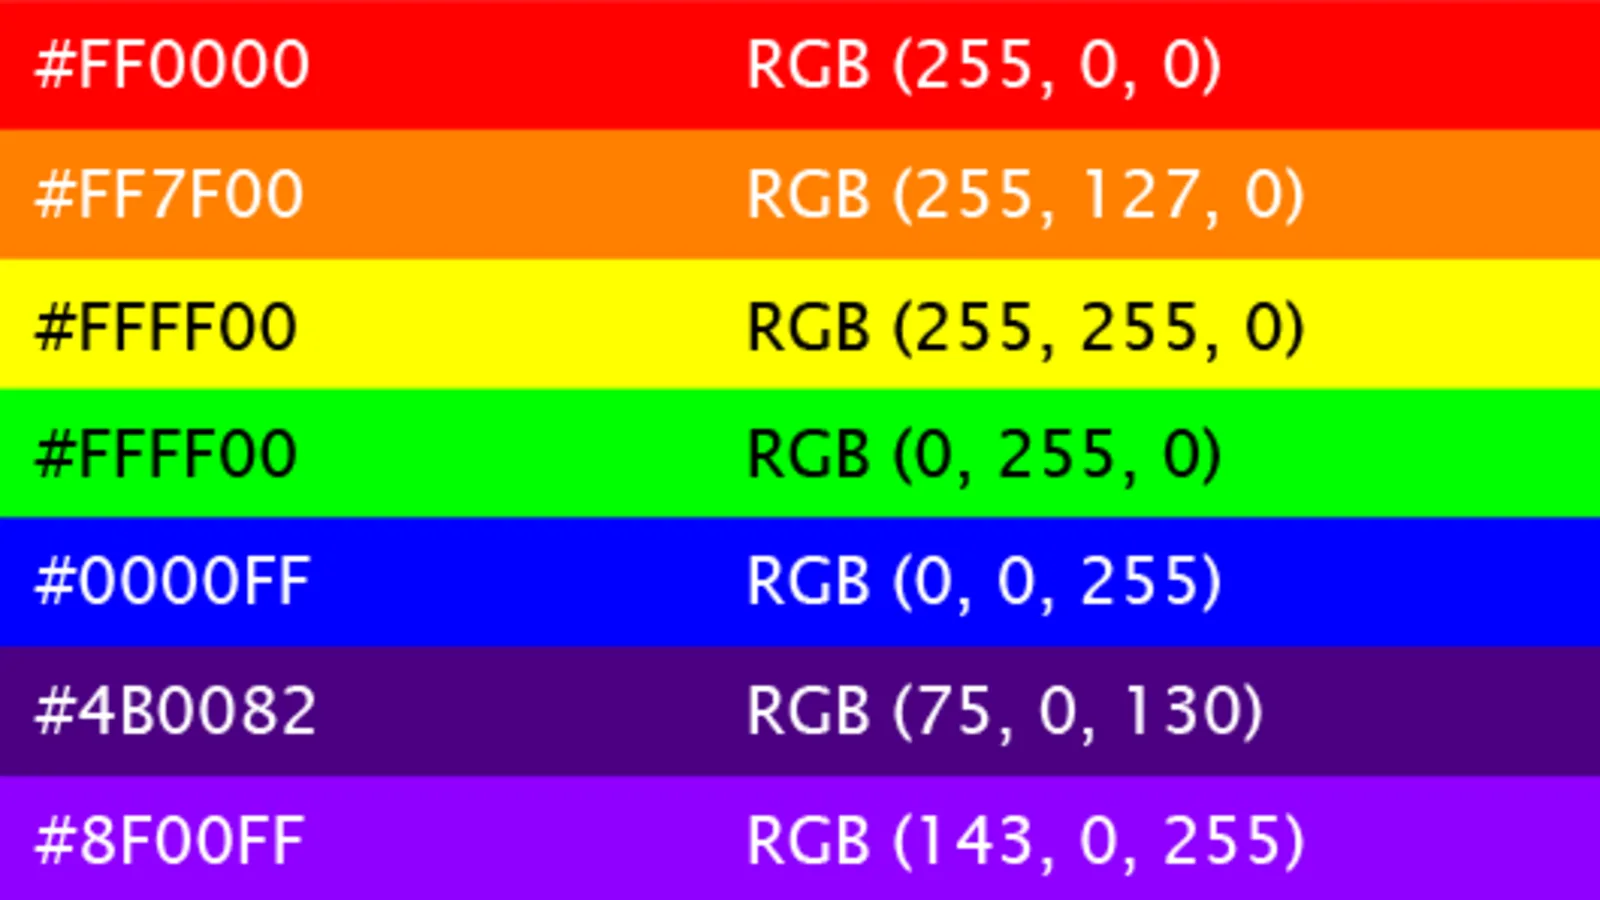 #FF0000 RGB (255, 0, 0)
#FF7F00 RGB (255, 127, 0)
#FFFF00 RGB (255, 255, 0)
#FFFF00 RGB (0, 255, 0)
#0000FF RGB (0, 0, 255)
#4B0082 RGB (75, 0, 130)
#8F00FF RGB (143, 0, 255)